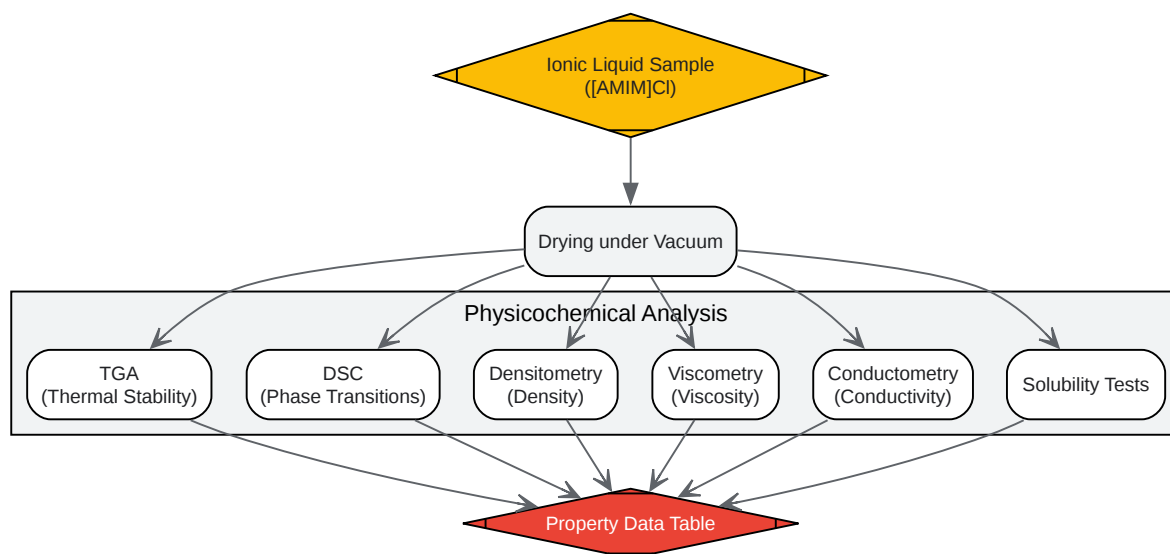 Ionic Liquid Sample
([AMIM]Cl)
Drying under Vacuum
Physicochemical Analysis
TGA
(Thermal Stability)
DSC
(Phase Transitions)
Densitometry
(Density)
Viscometry
(Viscosity)
Conductometry
(Conductivity)
Solubility Tests
Property Data Table